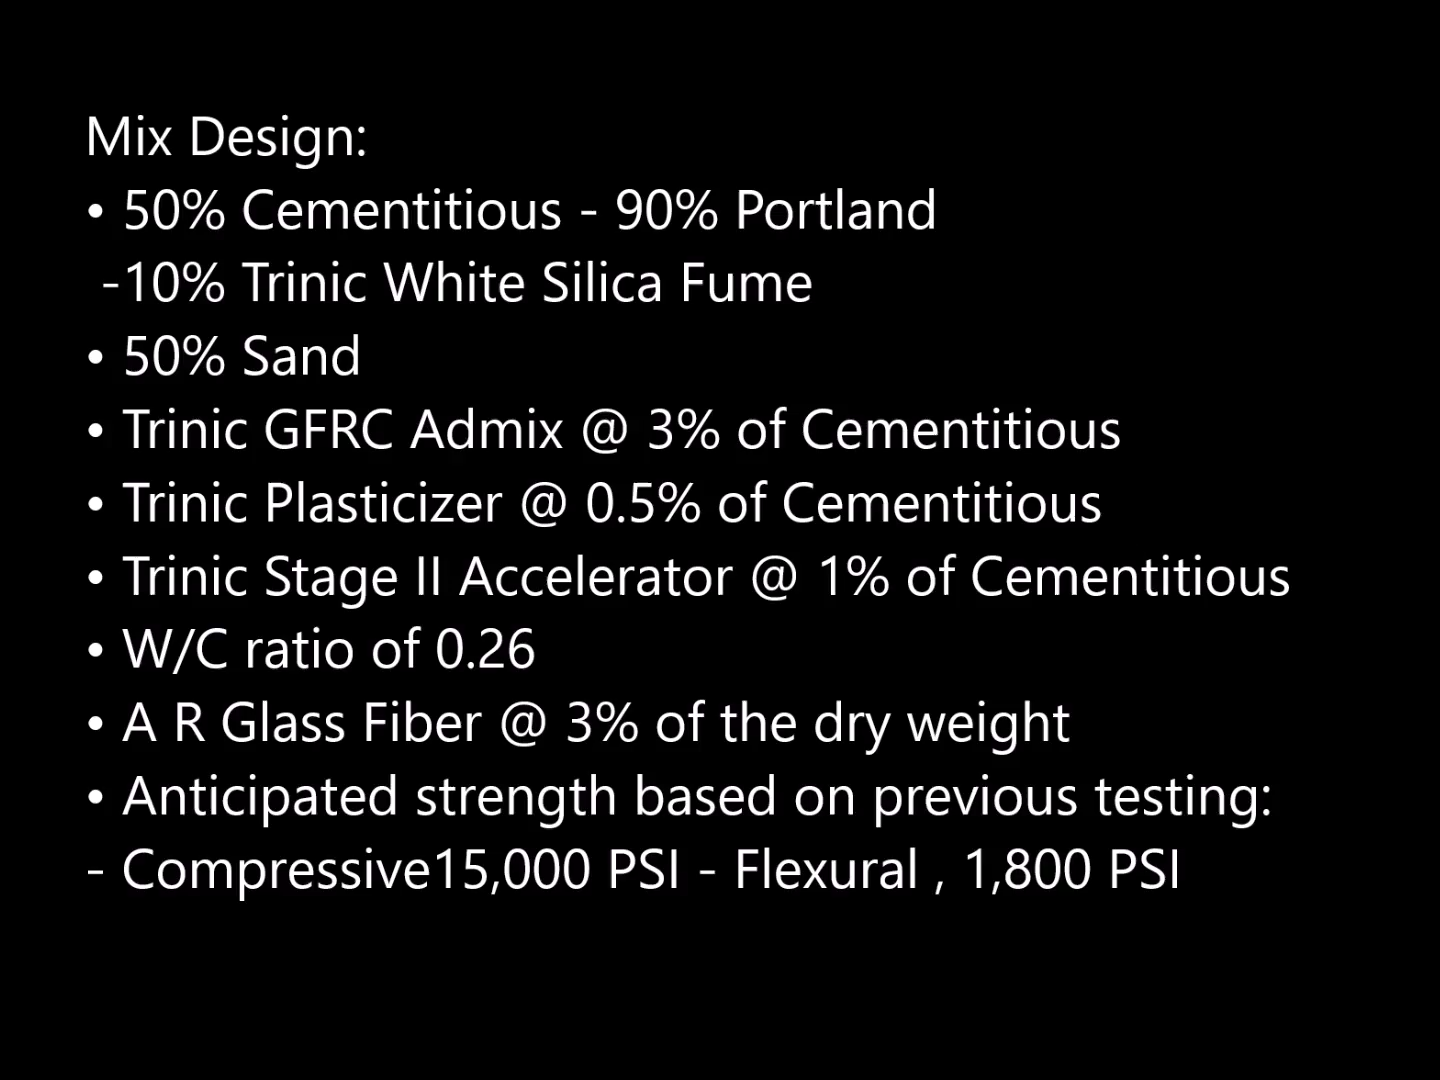 Mix Design:
• 50% Cementitious - 90% Portland
-10% Trinic White Silica Fume
• 50% Sand
• Trinic GFRC Admix @ 3% of Cementitious
• Trinic Plasticizer @ 0.5% of Cementitious
• Trinic Stage II Accelerator @ 1% of Cementitious
• W/C ratio of 0.26
• A R Glass Fiber @ 3% of the dry weight
• Anticipated strength based on previous testing:
- Compressive15,000 PSI - Flexural , 1,800 PSI